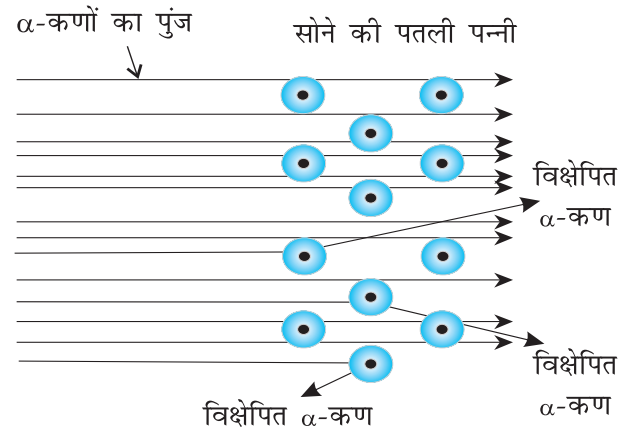 α-कणों का पुंज
सोने की पतली पन्नी
विक्षेपित
α-कण
विक्षेपित
α-कण
विक्षेपित α-कण